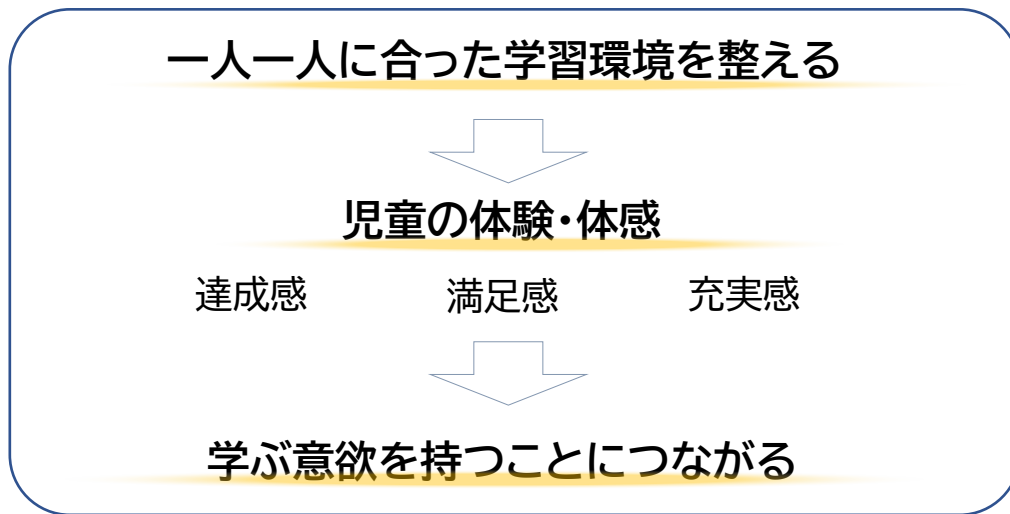 一人一人に合った学習環境を整える
児童の体験・体感
達成感 満足感 充実感
学ぶ意欲を持つことにつながる